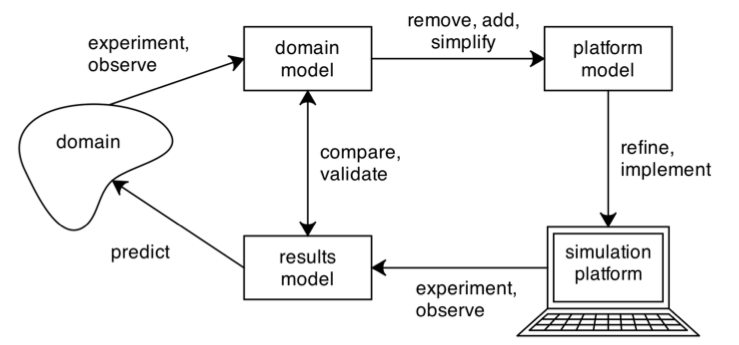 experiment,
observe
domain
model
remove, add,
simplify
platform
model
domain
compare,
validate
refine,
implement
predict
results
model
experiment,
observe
simulation
platform